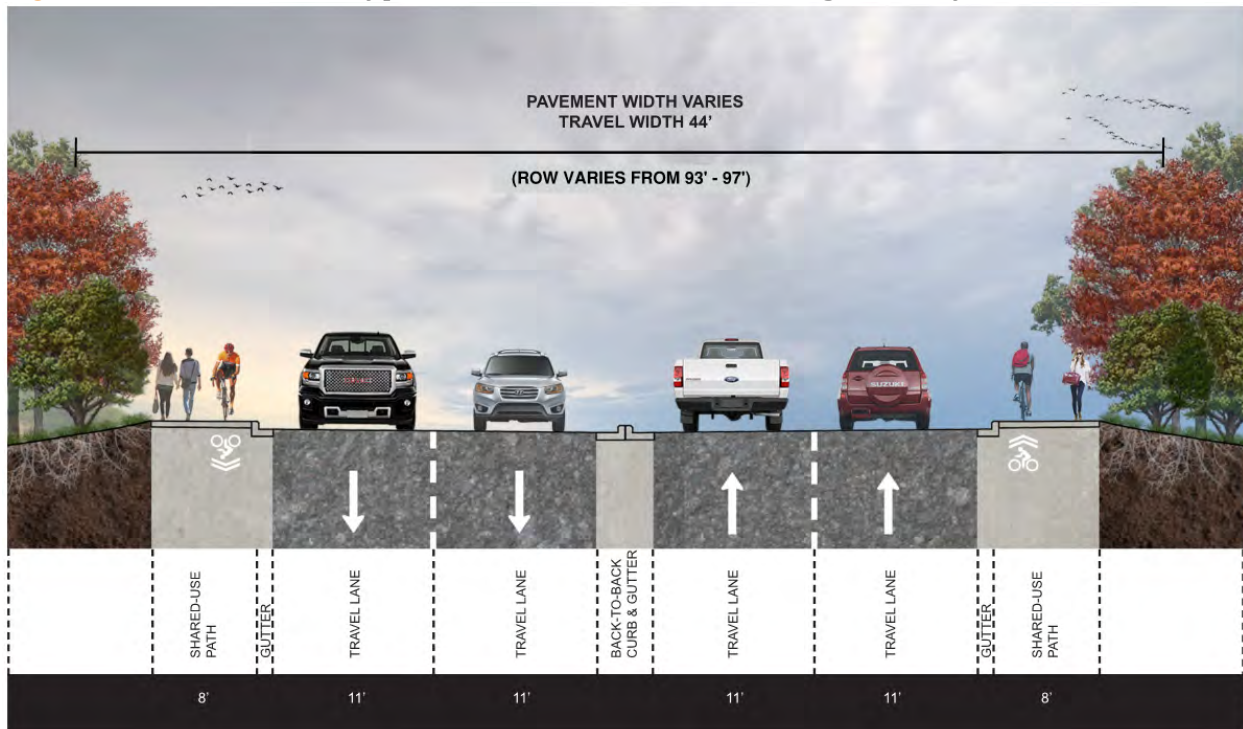 PAVEMENT WIDTH VARIES
TRAVEL WIDTH 44'
(ROW VARIES FROM 93' - 97')
SUZUKI
SHARED-USE
PATH
GUTTER
TRAVEL LANE
TRAVEL LANE
BACK-TO-BACK
CURB & GUTTER
TRAVEL LANE
TRAVEL LANE
GUTTER
SHARED-USE
PATH
8' 11' 11' 11' 11' 8'